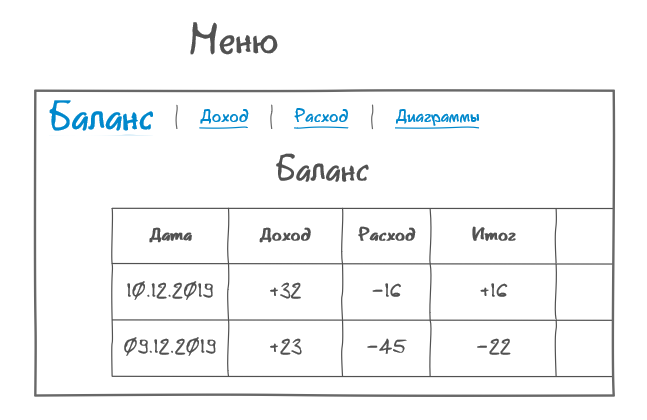 Меню
Баланс | Доход | Расход | Диаграммы
Баланс
Дата Доход Расход Итог
10.12.2019 +32 -16 +16
09.12.2019 +23 -45 -22